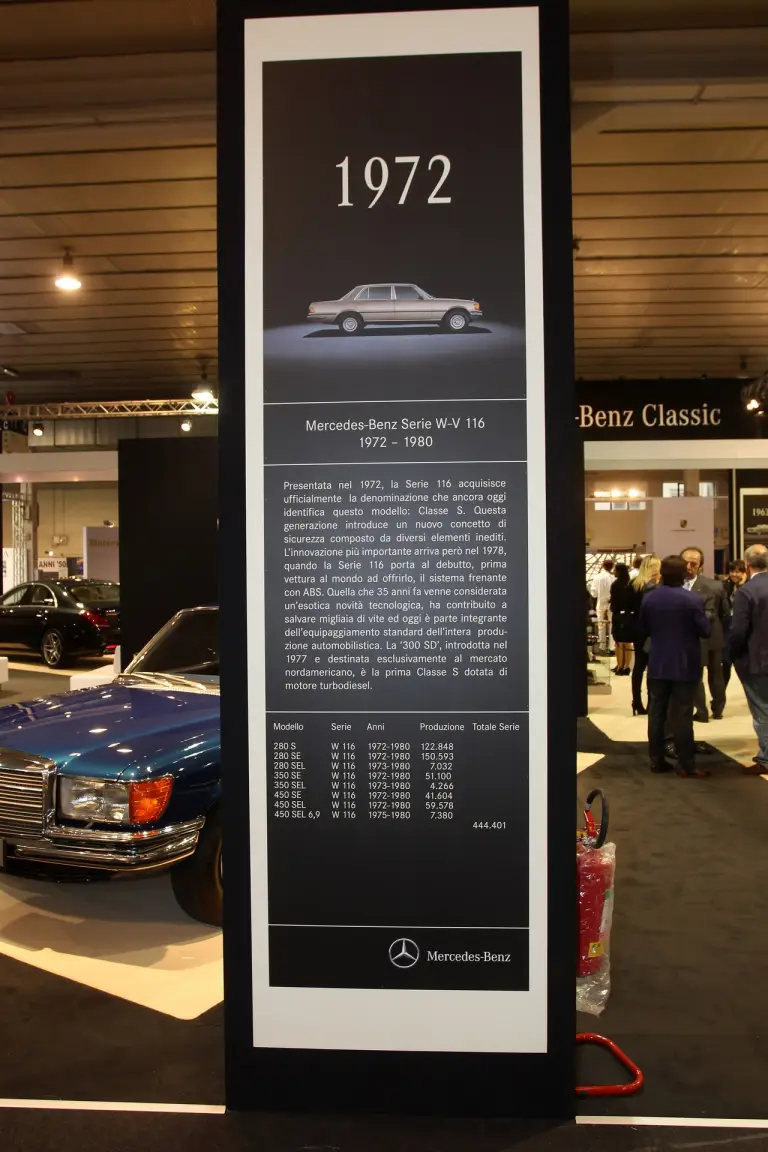 1972
Mercedes-Benz Serie W-V 116
1972 – 1980
Presentata nel 1972, la Serie 116 acquisisce
ufficialmente la denominazione che ancora oggi
identifica questo modello: Classe S. Questa
generazione introduce un nuovo concetto di
sicurezza composto da diversi elementi inediti.
L'innovazione più importante arriva però nel 1978,
quando la Serie 116 porta al debutto, prima
vettura al mondo ad offrirlo, il sistema frenante
con ABS. Quella che 35 anni fa venne considerata
un'esotica novità tecnologica, ha contribuito a
salvare migliaia di vite ed oggi è parte integrante
dell'equipaggiamento standard dell'intera produ-
zione automobilistica. La '300 SD', introdotta nel
1977 e destinata esclusivamente al mercato
nordamericano, è la prima Classe S dotata di
motore turbodiesel.
Modello Serie Anni Produzione Totale Serie
280 S W 116 1972-1980 122.848
280 SE W 116 1972-1980 150.593
280 SEL W 116 1973-1980 7.032
350 SE W 116 1972-1980 51.100
350 SEL W 116 1973-1980 4.266
450 SE W 116 1972-1980 41.604
450 SEL W 116 1972-1980 59.578
450 SEL 6,9 W 116 1975-1980 7,380
444.401
Mercedes-Benz
-Benz Classic
ANNI '50